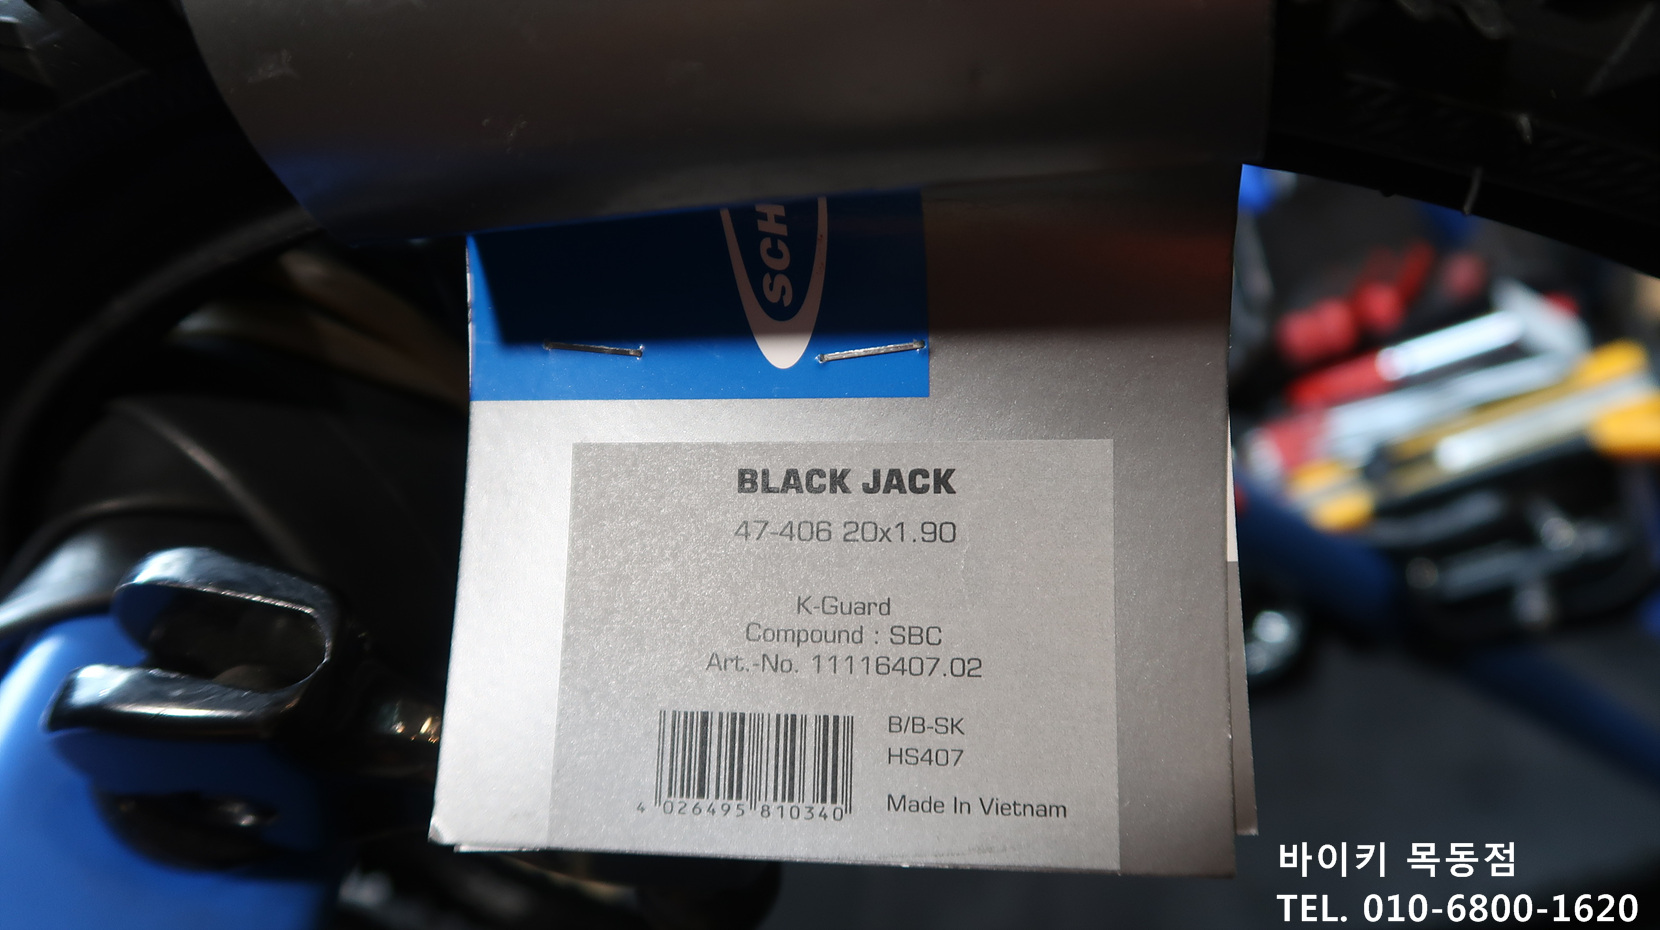 SCH
BLACK JACK
47-406 20x1.90
K-Guard
Compound : SBC
Art.-No. 11116407.02
B/B-SK
HS407
4 026495 810340
Made In Vietnam
바이키 목동점
TEL. 010-6800-1620